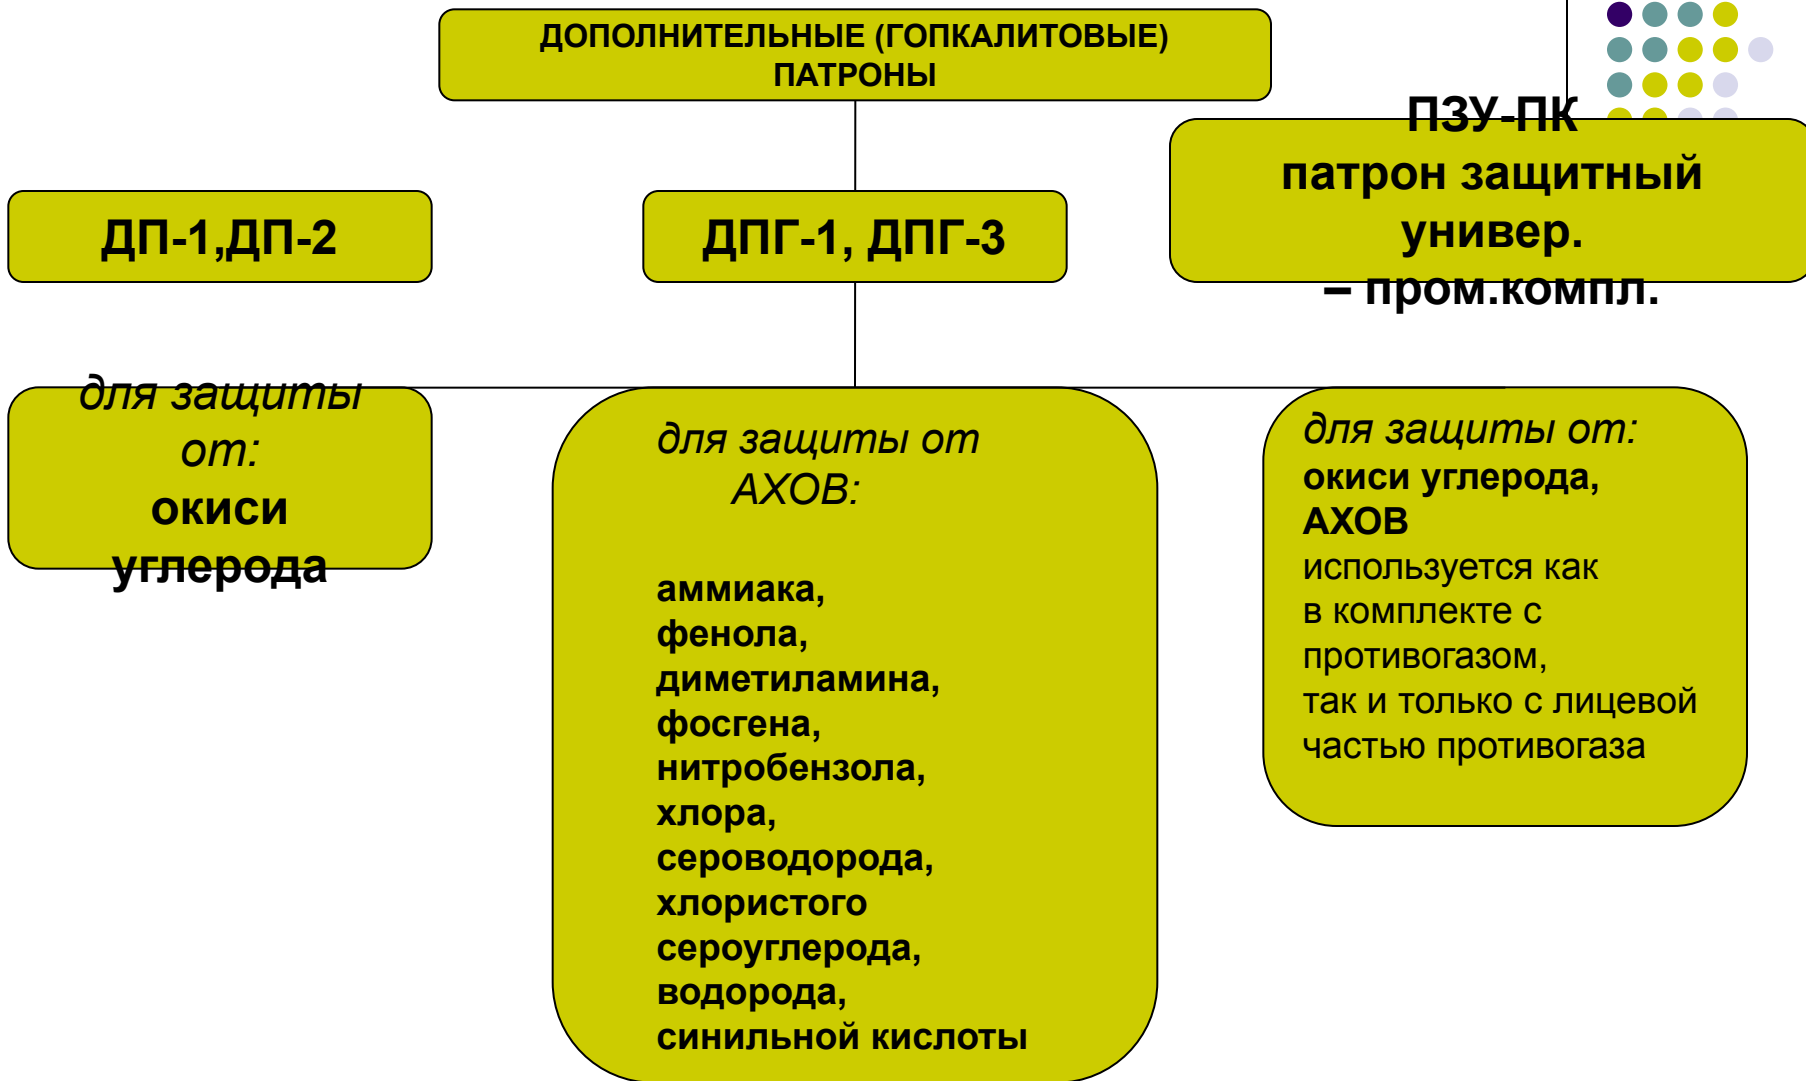 ДОПОЛНИТЕЛЬНЫЕ (ГОПКАЛИТОВЫЕ)
ПАТРОНЫ
ДП-1,ДП-2
ДПГ-1, ДПГ-3
ПЗУ-ПК
патрон защитный
универ.
– пром.компл.
для защиты
от:
окиси
углерода
для защиты от
АХОВ:
аммиака,
фенола,
диметиламина,
фосгена,
нитробензола,
хлора,
сероводорода,
хлористого
сероуглерода,
водорода,
синильной кислоты
для защиты от:
окиси углерода,
АХОВ
используется как
в комплекте с
противогазом,
так и только с лицевой
частью противогаза